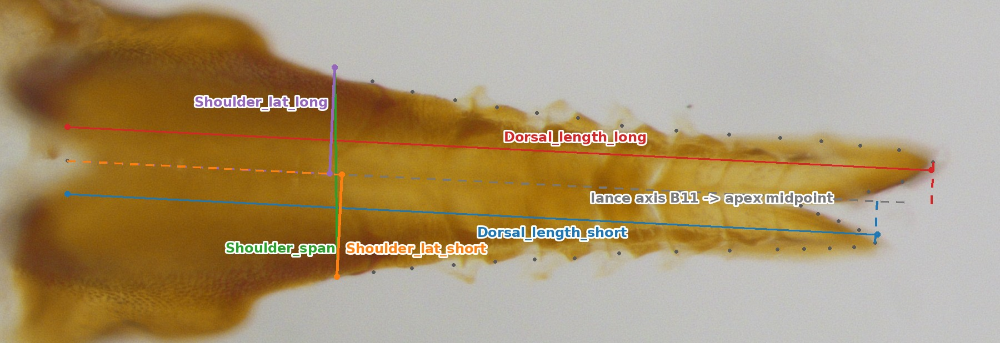 Shoulder_lat_long
Dorsal_length_long
lance axis B11 -> apex midpoint
Dorsal_length_short
Shoulder_span
Shoulder_lat_short